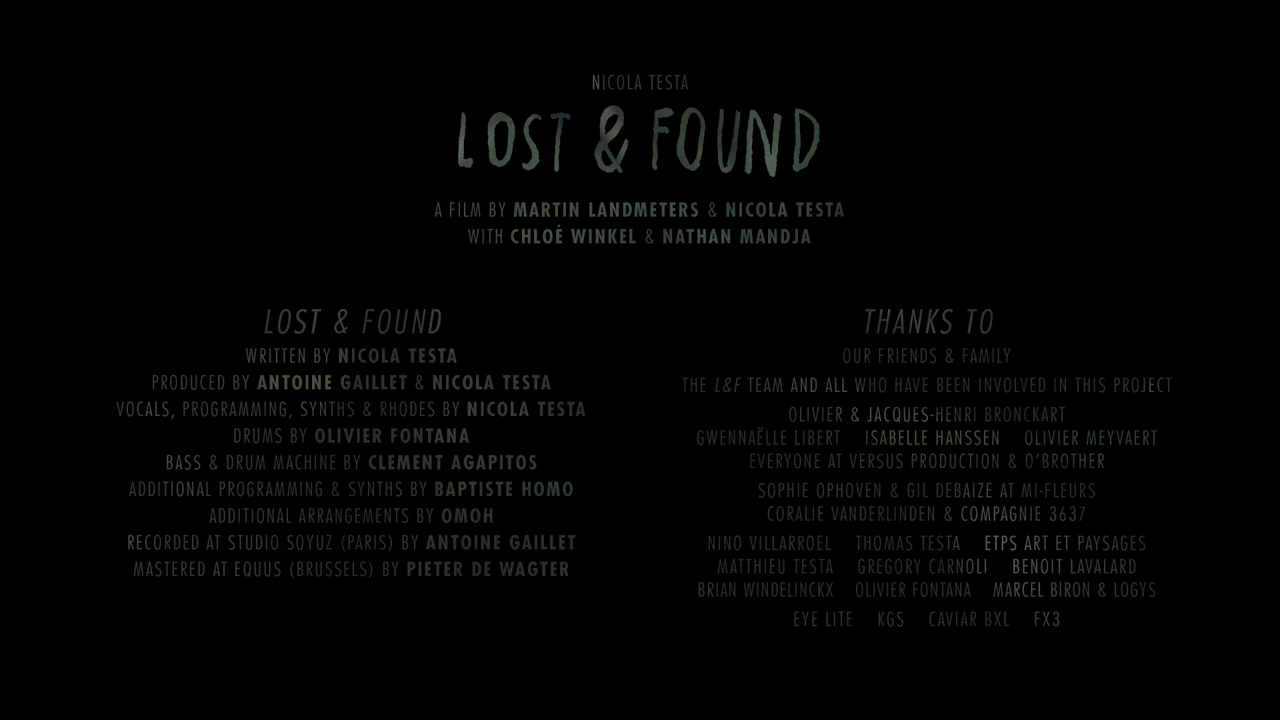 NICOLA TESTA
LOST & FOUND
A FILM BY MARTIN LANDMETERS & NICOLA TESTA
WITH CHLOÉ WINKEL & NATHAN MANDJA
LOST & FOUND
WRITTEN BY NICOLA TESTA
PRODUCED BY ANTOINE GAILLET & NICOLA TESTA
VOCALS, PROGRAMMING, SYNTHS & RHODES BY NICOLA TESTA
DRUMS BY OLIVIER FONTANA
BASS & DRUM MACHINE BY CLEMENT AGAPITOS
ADDITIONAL PROGRAMMING & SYNTHS BY BAPTISTE HOMO
ADDITIONAL ARRANGEMENTS BY OMOH
RECORDED AT STUDIO SOYUZ (PARIS) BY ANTOINE GAILLET
MASTERED AT EQUUS (BRUSSELS) BY PIETER DE WAGTER
THANKS TO
OUR FRIENDS & FAMILY
THE L&F TEAM AND ALL WHO HAVE BEEN INVOLVED IN THIS PROJECT
OLIVIER & JACQUES-HENRI BRONCKART
GWENNAËLLE LIBERT ISABELLE HANSSEN OLIVIER MEYVAERT
EVERYONE AT VERSUS PRODUCTION & O'BROTHER
SOPHIE OPHOVEN & GIL DEBAIZE AT MI-FLEURS
CORALIE VANDERLINDEN & COMPAGNIE 3637
NINO VILLARROEL THOMAS TESTA ETPS ART ET PAYSAGES
MATTHIEU TESTA GREGORY CARNOLI BENOIT LAVALARD
BRIAN WINDELINCKX OLIVIER FONTANA MARCEL BIRON & LOGYS
EYE LITE KGS CAVIAR BXL FX3